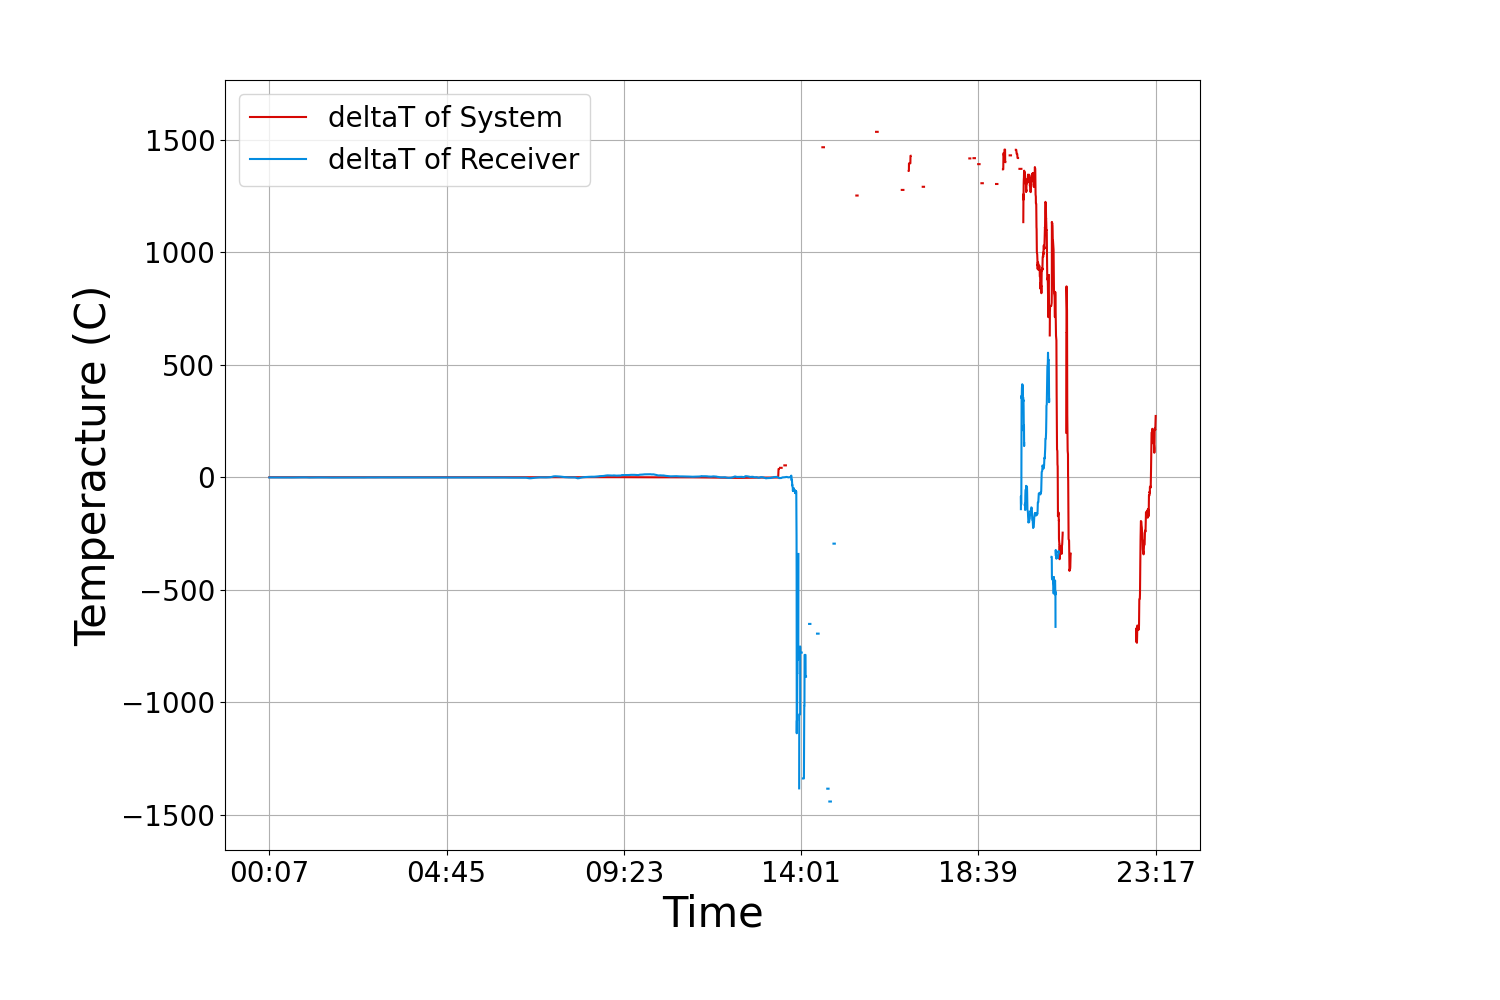 deltaT of System
deltaT of Receiver
1500
1000
500
0
−500
−1000
−1500
Temperacture (C)
00:07 04:45 09:23 14:01 18:39 23:17
Time